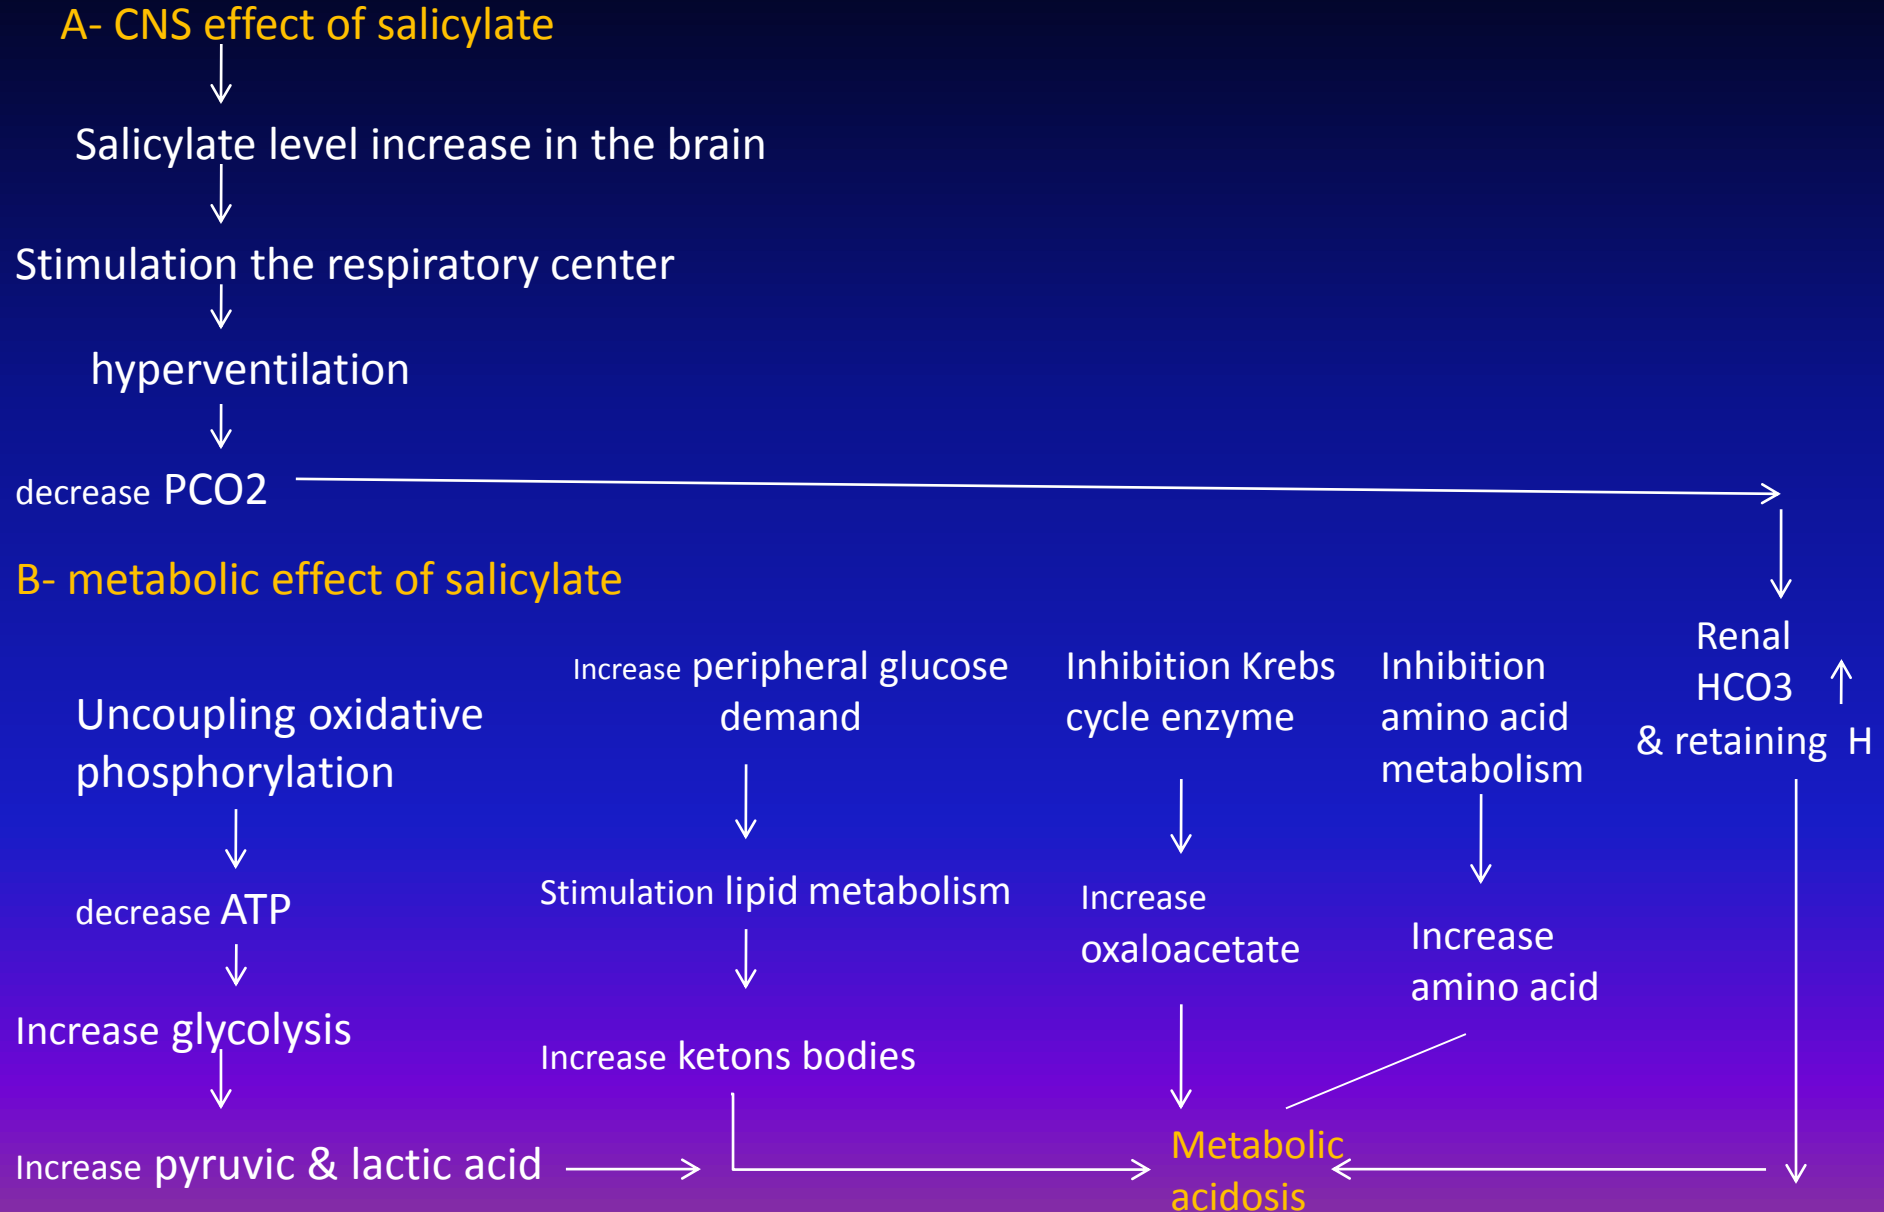 A- CNS effect of salicylate
Salicylate level increase in the brain
Stimulation the respiratory center
hyperventilation
decrease PCO2
B- metabolic effect of salicylate
Uncoupling oxidative
phosphorylation
decrease ATP
Increase glycolysis
Increase pyruvic & lactic acid
Increase peripheral glucose
demand
Stimulation lipid metabolism
Increase ketons bodies
Inhibition Krebs
cycle enzyme
Increase
oxaloacetate
Inhibition
amino acid
metabolism
Increase
amino acid
Renal
HCO3
& retaining H
Metabolic
acidosis